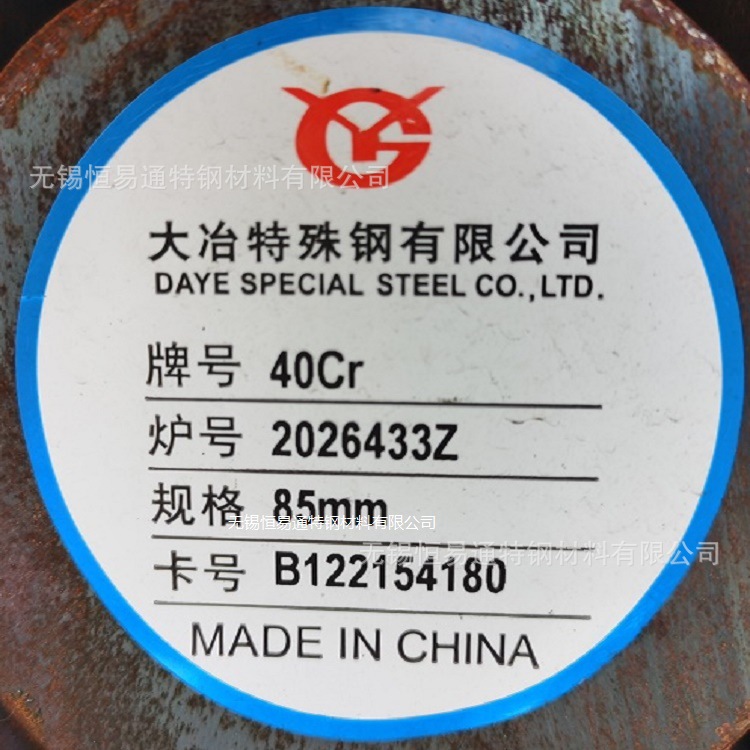 无锡恒易通特钢材料有限公司
大冶特殊钢有限公司
DAYE SPECIAL STEEL CO.,LTD.
牌号 40Cr
炉号 2026433Z
规格 85mm
无锡恒易通特钢材料有限公司
无锡恒易通特钢材料有限公司
卡号 B122154180
MADE IN CHINA